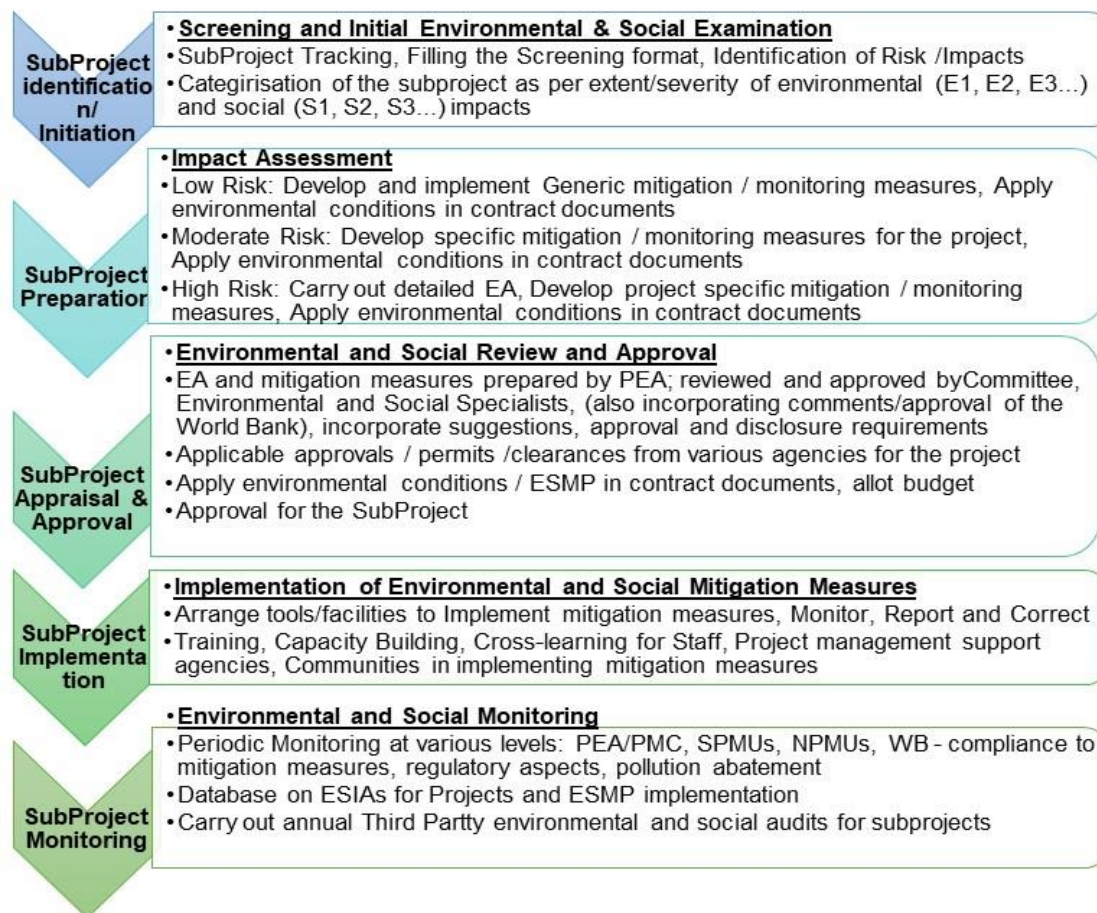 SubProject
identificatio
n/
Initiation
•Screening and Initial Environmental & Social Examination
•SubProject Tracking, Filling the Screening format, Identification of Risk /Impacts
•Categirisation of the subproject as per extent/severity of environmental (E1, E2, E3...)
and social (S1, S2, S3...) impacts
SubProject
Preparation
•Impact Assessment
•Low Risk: Develop and implement Generic mitigation / monitoring measures, Apply
environmental conditions in contract documents
•Moderate Risk: Develop specific mitigation / monitoring measures for the project,
Apply environmental conditions in contract documents
•High Risk: Carry out detailed EA, Develop project specific mitigation / monitoring
measures, Apply environmental conditions in contract documents
SubProject
Appraisal &
Approval
•Environmental and Social Review and Approval
•EA and mitigation measures prepared by PEA; reviewed and approved byCommittee,
Environmental and Social Specialists, (also incorporating comments/approval of the
World Bank), incorporate suggestions, approval and disclosure requirements
•Applicable approvals / permits /clearances from various agencies for the project
•Apply environmental conditions / ESMP in contract documents, allot budget
•Approval for the SubProject
SubProject
Implementa
tion
•Implementation of Environmental and Social Mitigation Measures
•Arrange tools/facilities to Implement mitigation measures, Monitor, Report and Correct
•Training, Capacity Building, Cross-learning for Staff, Project management support
agencies, Communities in implementing mitigation measures
SubProject
Monitoring
•Environmental and Social Monitoring
•Periodic Monitoring at various levels: PEA/PMC, SPMUs, NPMUs, WB - compliance to
mitigation measures, regulatory aspects, pollution abatement
•Database on ESIAs for Projects and ESMP implementation
•Carry out annual Third Partty environmental and social audits for subprojects